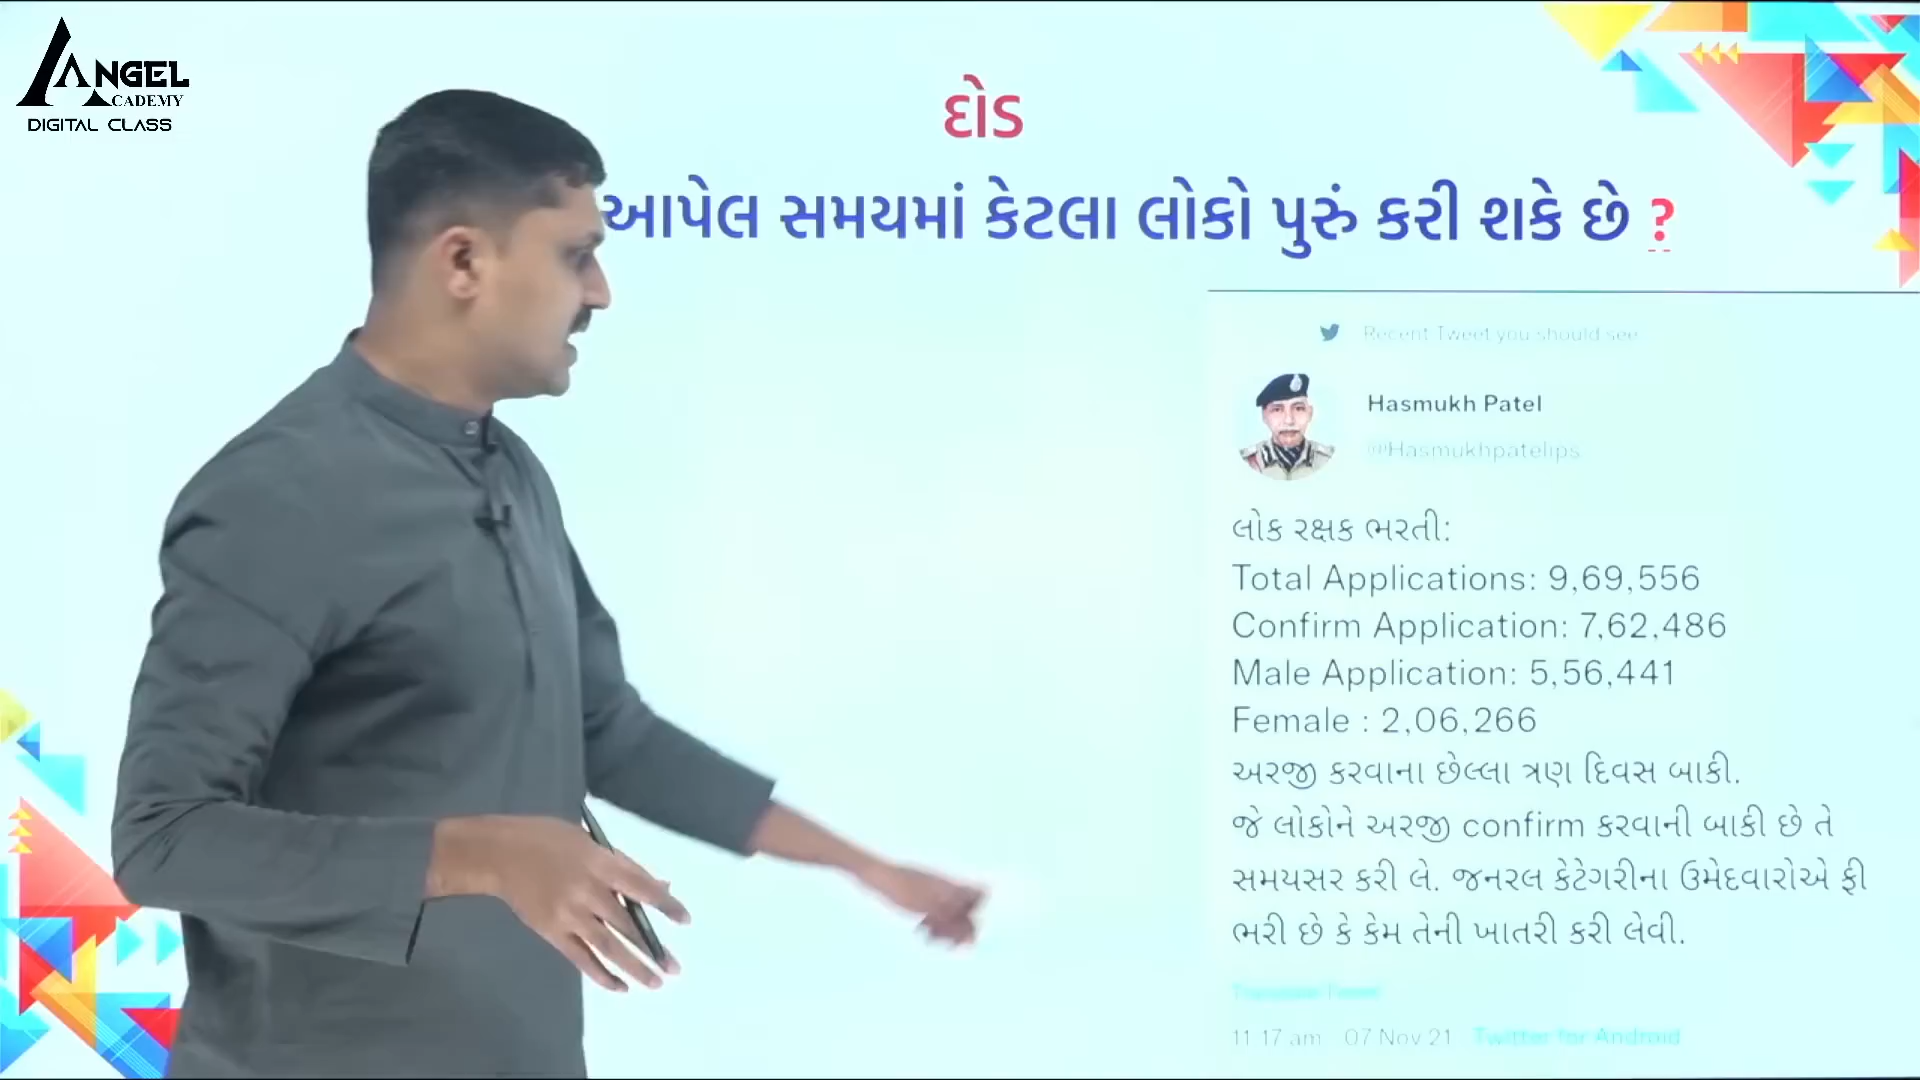 ANGEL
ACADEMY
DIGITAL CLASS
દોડ
આપેલ સમયમાં કેટલા લોકો પુરું કરી શકે છે ?
Recent Tweet you should see
Hasmukh Patel
@Hasmukhpatelips
લોક રક્ષક ભરતી:
Total Applications: 9,69,556
Confirm Application: 7,62,486
Male Application: 5,56,441
Female : 2,06,266
અરજી કરવાના છેલ્લા ત્રણ દિવસ બાકી.
જે લોકોને અરજી confirm કરવાની બાકી છે તે
સમયસર કરી લે. જનરલ કેટેગરીના ઉમેદવારોએ ફી
ભરી છે કે કેમ તેની ખાતરી કરી લેવી.
Translate Tweet
11:17 am 07 Nov 21 Twitter for Android